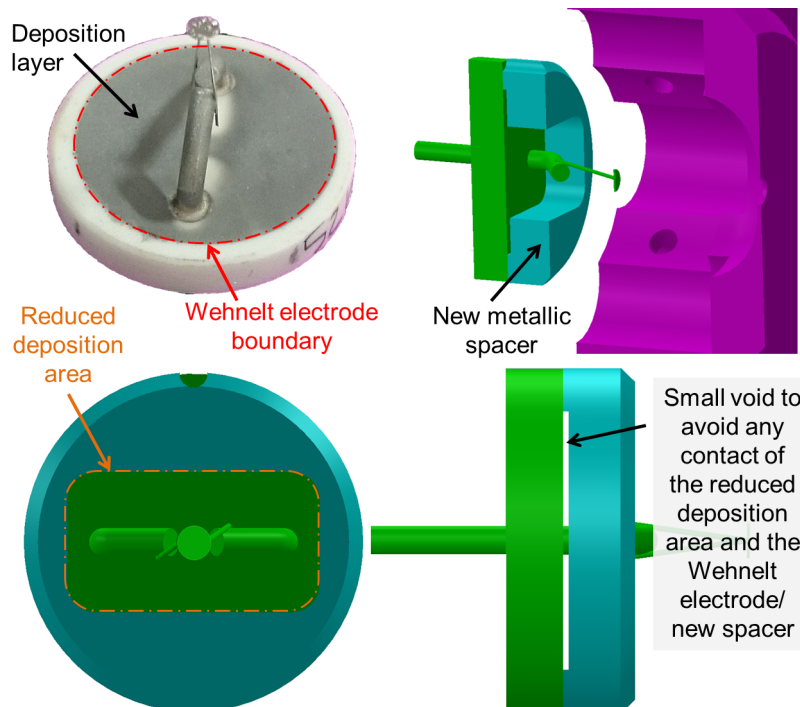 Deposition
layer
Wehnelt electrode
boundary
New metallic
spacer
Reduced
deposition
area
Small void to
avoid any
contact of
the reduced
deposition
area and the
Wehnelt
electrode/
new spacer